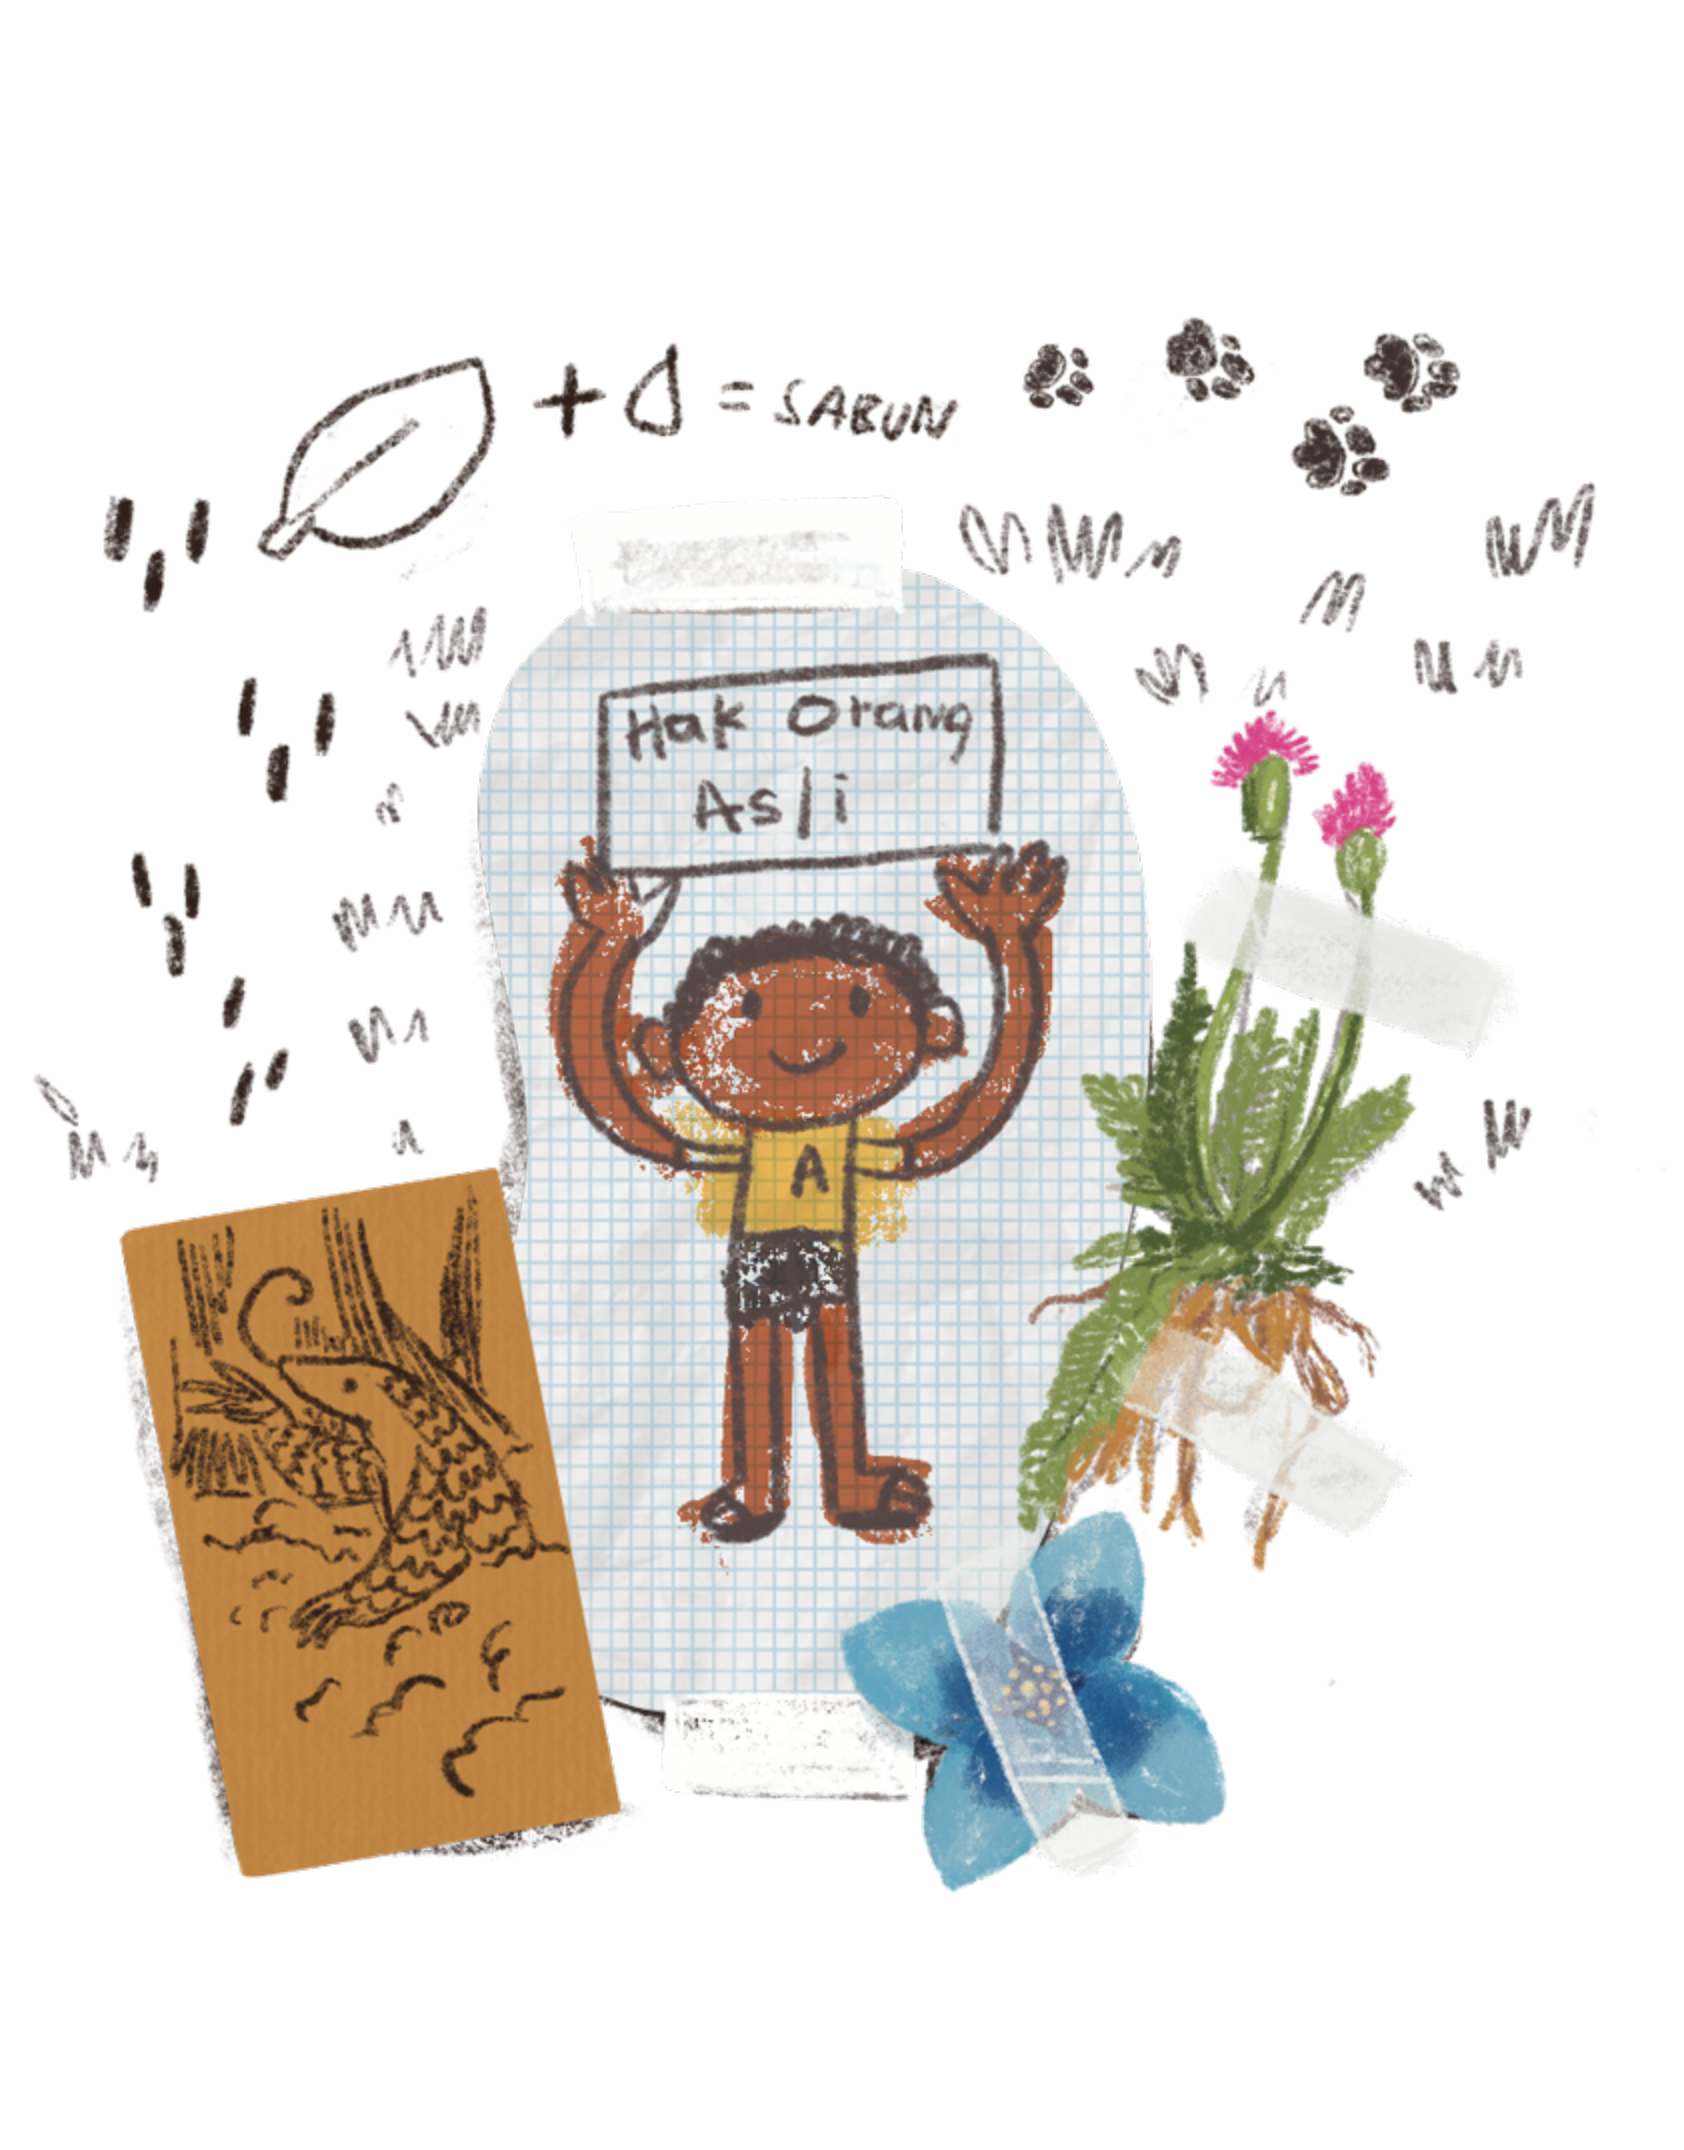 + = SABUN
Hak Orang
Asli
A